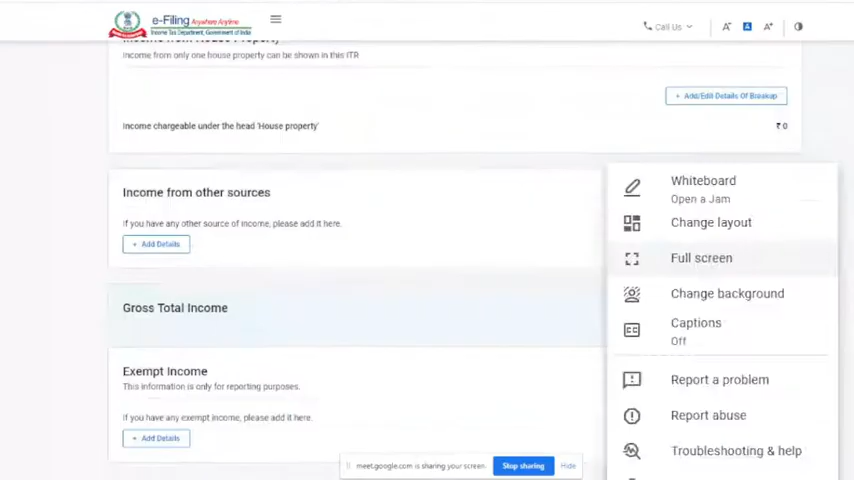 e-Filing Anywhere Anytime
Income Tax Department, Government of India
Call Us
A-
A
A+
Income from House Property
Income from only one house property can be shown in this ITR
+ Add/Edit Details Of Breakup
Income chargeable under the head 'House property'
₹ 0
Income from other sources
If you have any other source of income, please add it here.
+ Add Details
Gross Total Income
Exempt Income
This information is only for reporting purposes.
If you have any exempt income, please add it here.
+ Add Details
Whiteboard
Open a Jam
Change layout
Full screen
Change background
Captions
Off
Report a problem
Report abuse
Troubleshooting & help
meet.google.com is sharing your screen.
Stop sharing
Hide